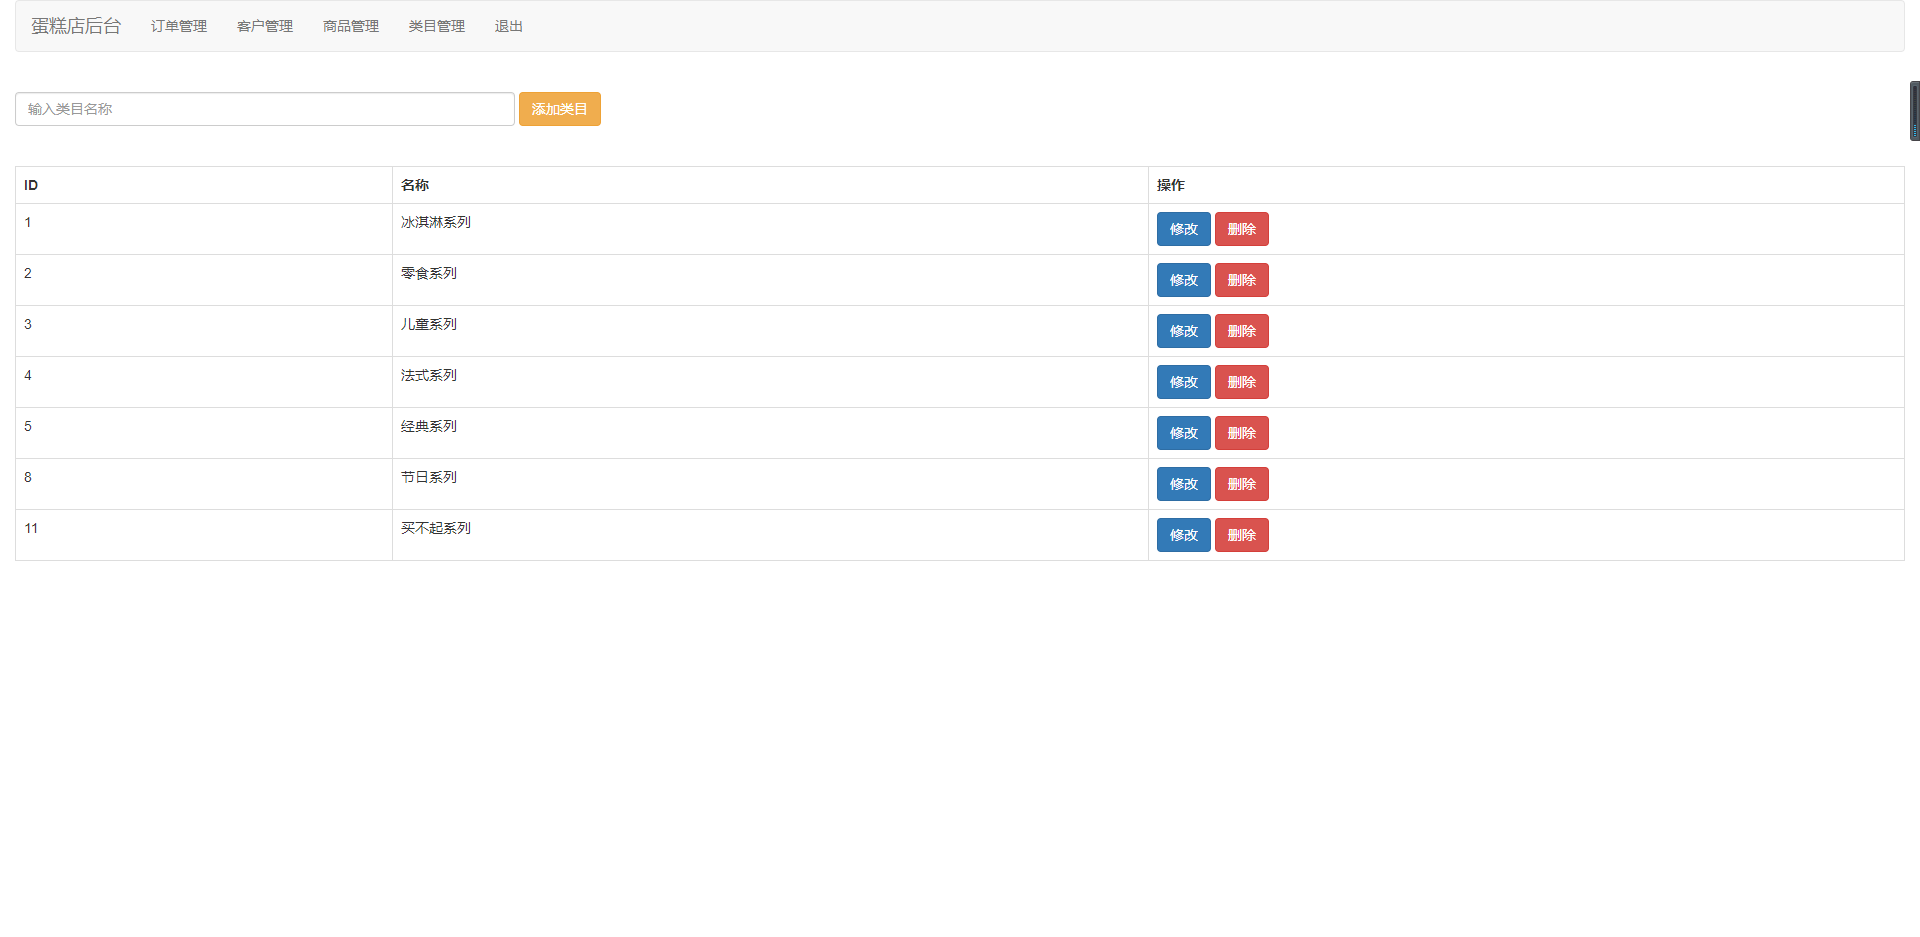 蛋糕店后台 订单管理 客户管理 商品管理 类目管理 退出
输入类目名称 添加类目
ID 名称 操作
1 冰淇淋系列 修改 删除
2 零食系列 修改 删除
3 儿童系列 修改 删除
4 法式系列 修改 删除
5 经典系列 修改 删除
8 节日系列 修改 删除
11 买不起系列 修改 删除